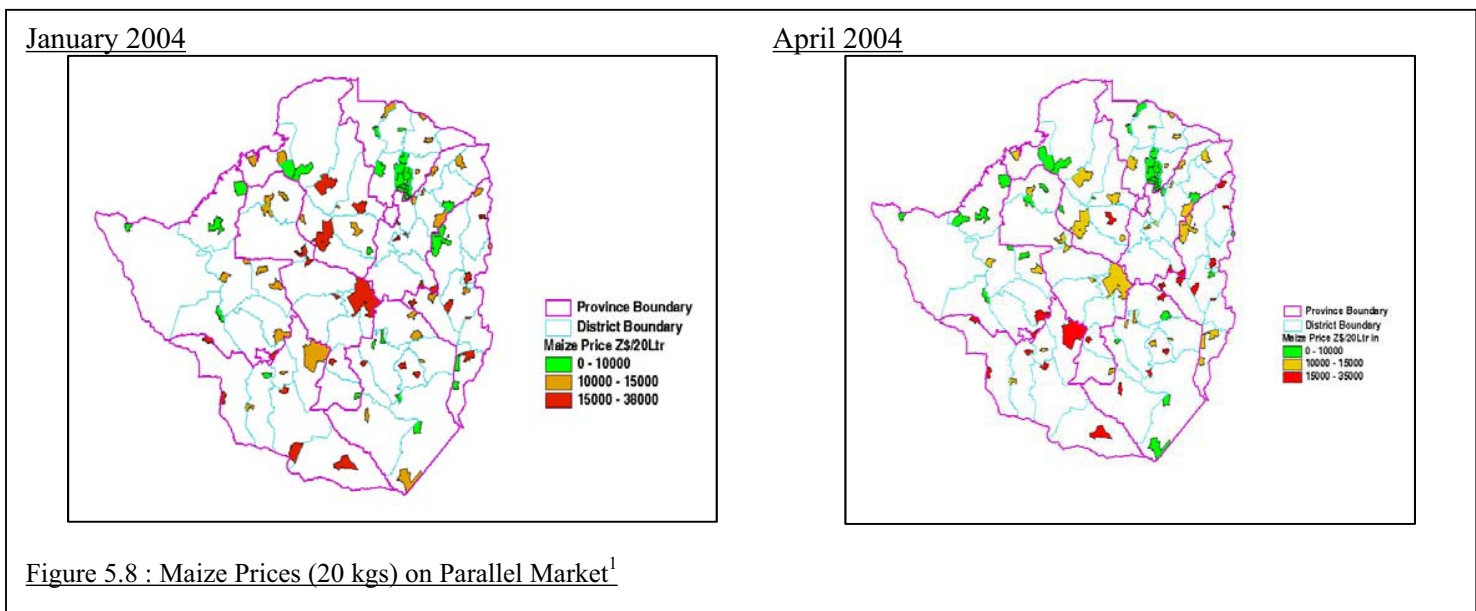 January 2004
Province Boundary
District Boundary
Maize Price Z$/20Ltr
0 - 10000
10000 - 15000
15000 - 38000
April 2004
Province Boundary
District Boundary
Maize Price Z$/20Ltr in
0 - 10000
10000 - 15000
15000 - 35000
Figure 5.8 : Maize Prices (20 kgs) on Parallel Market¹